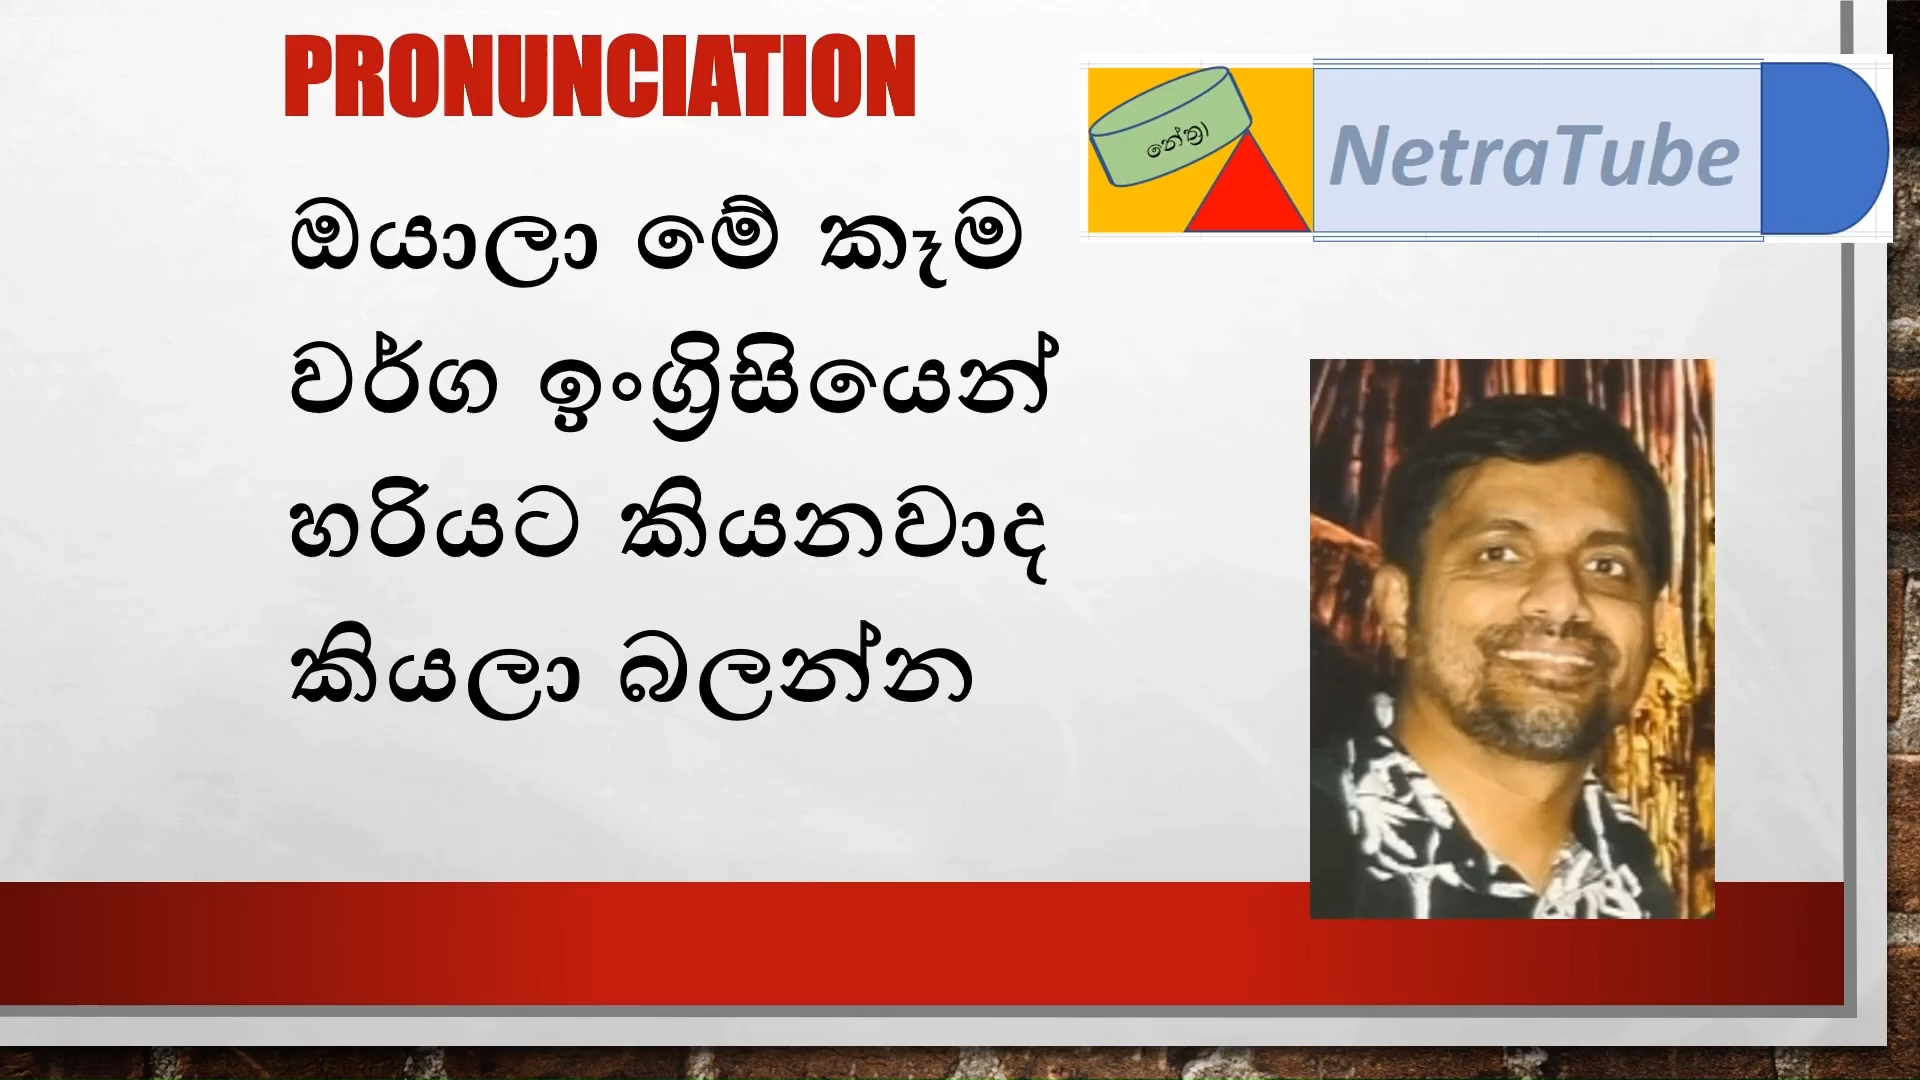 PRONUNCIATION
නේත්‍රා
NetraTube
ඔයාලා මේ කෑම
වර්ග ඉංග්‍රිසියෙන්
හරියට කියනවාද
කියලා බලන්න